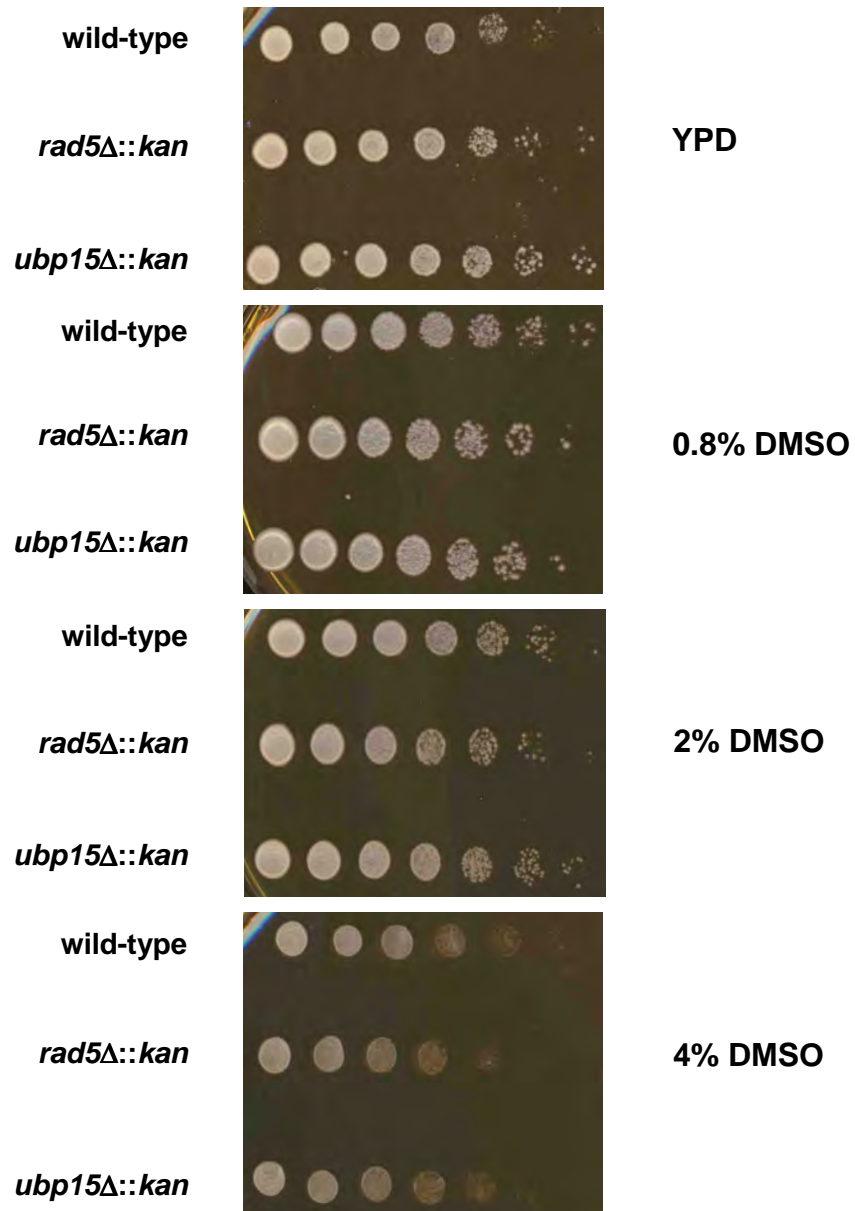 wild-type
rad5Δ::kan
YPD
ubp15Δ::kan
wild-type
rad5Δ::kan
0.8% DMSO
ubp15Δ::kan
wild-type
rad5Δ::kan
2% DMSO
ubp15Δ::kan
wild-type
rad5Δ::kan
4% DMSO
ubp15Δ::kan